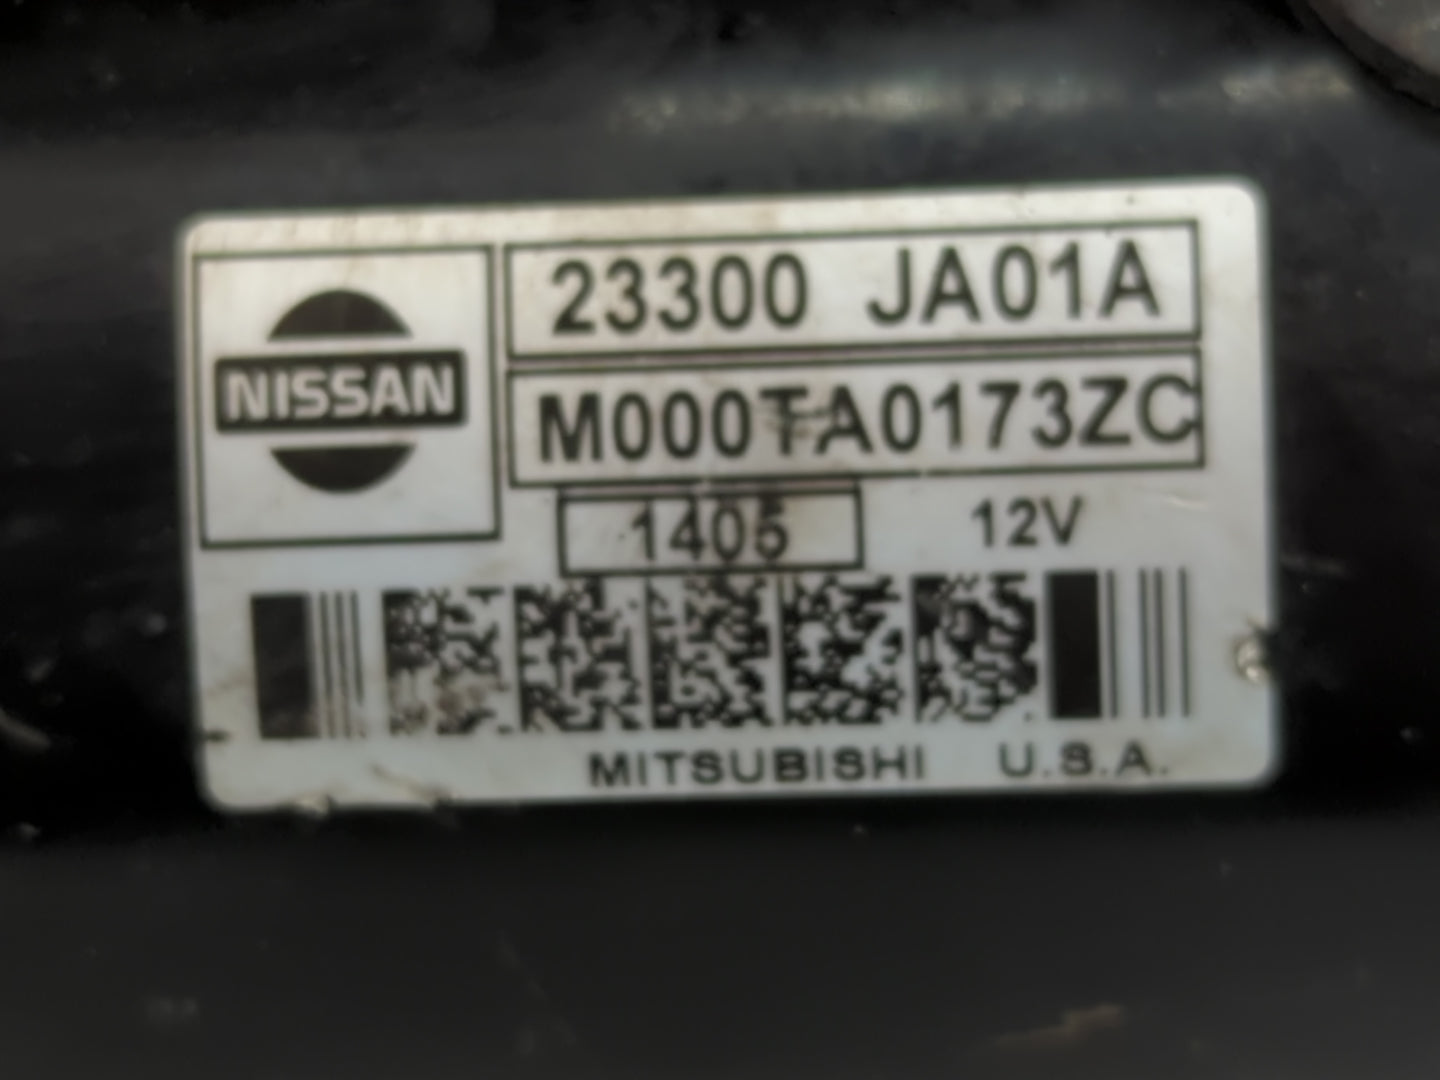 NISSAN
23300 JA01A
M000TA0173ZC
1405 12V
MITSUBISHI U.S.A.